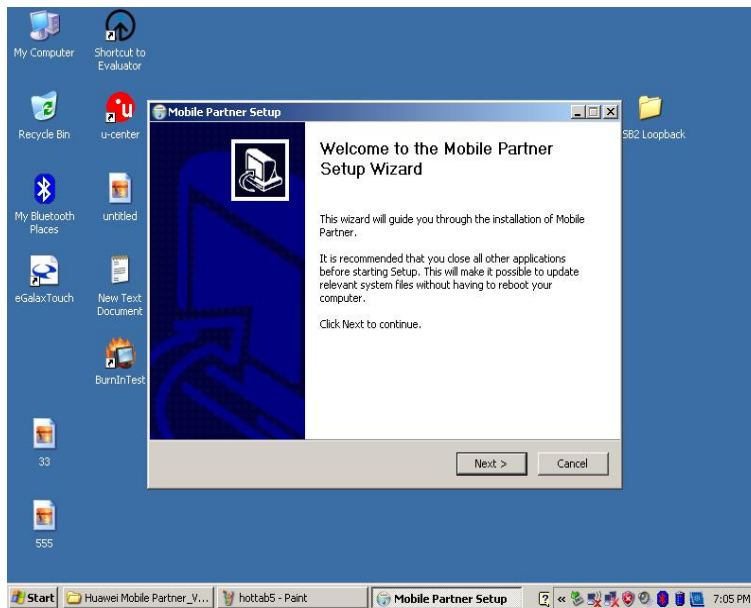 My Computer
Shortcut to
Evaluator
Recycle Bin
u-center
My Bluetooth
Places
untitled
eGalaxTouch
New Text
Document
BurnInTest
33
555
SB2 Loopback
Mobile Partner Setup
Welcome to the Mobile Partner
Setup Wizard
This wizard will guide you through the installation of Mobile
Partner.
It is recommended that you close all other applications
before starting Setup. This will make it possible to update
relevant system files without having to reboot your
computer.
Click Next to continue.
Next >
Cancel
Start
Huawei Mobile Partner_V...
hottab5 - Paint
Mobile Partner Setup
7:05 PM